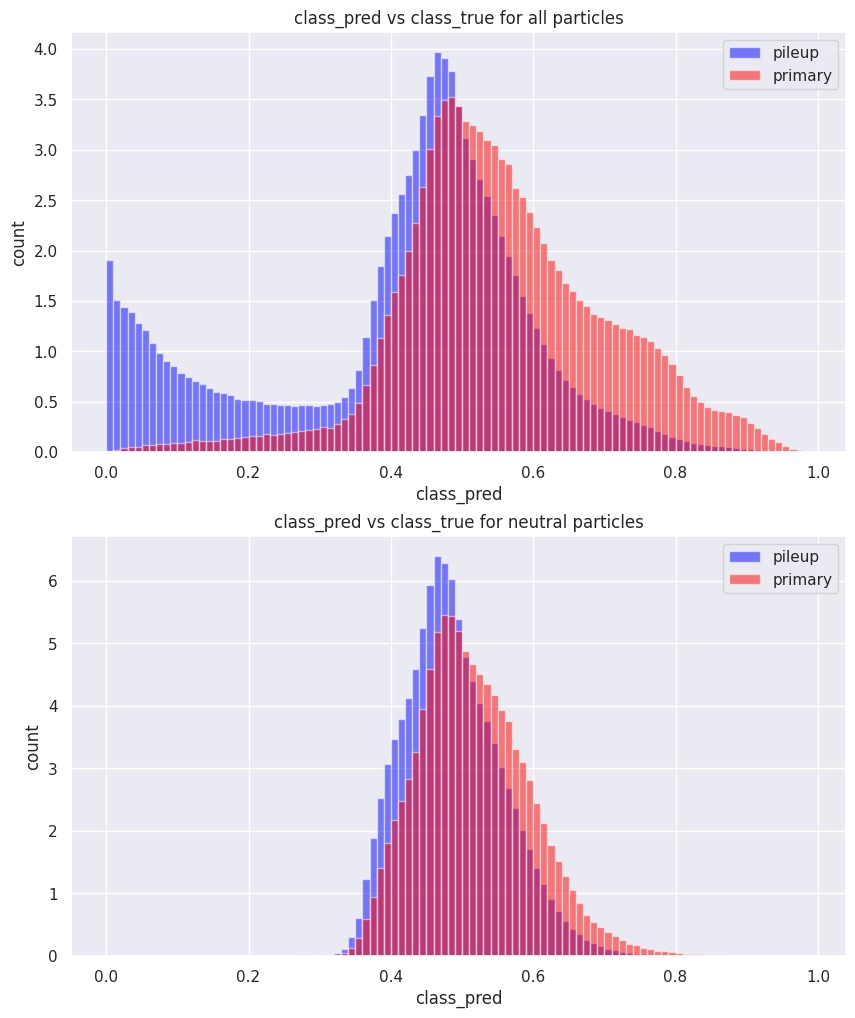 class_pred vs class_true for all particles
4.0
3.5
3.0
2.5
2.0
1.5
1.0
0.5
0.0
count
pileup
primary
0.0 0.2 0.4 0.6 0.8 1.0
class_pred
class_pred vs class_true for neutral particles
6
5
4
3
2
1
0
count
pileup
primary
0.0 0.2 0.4 0.6 0.8 1.0
class_pred